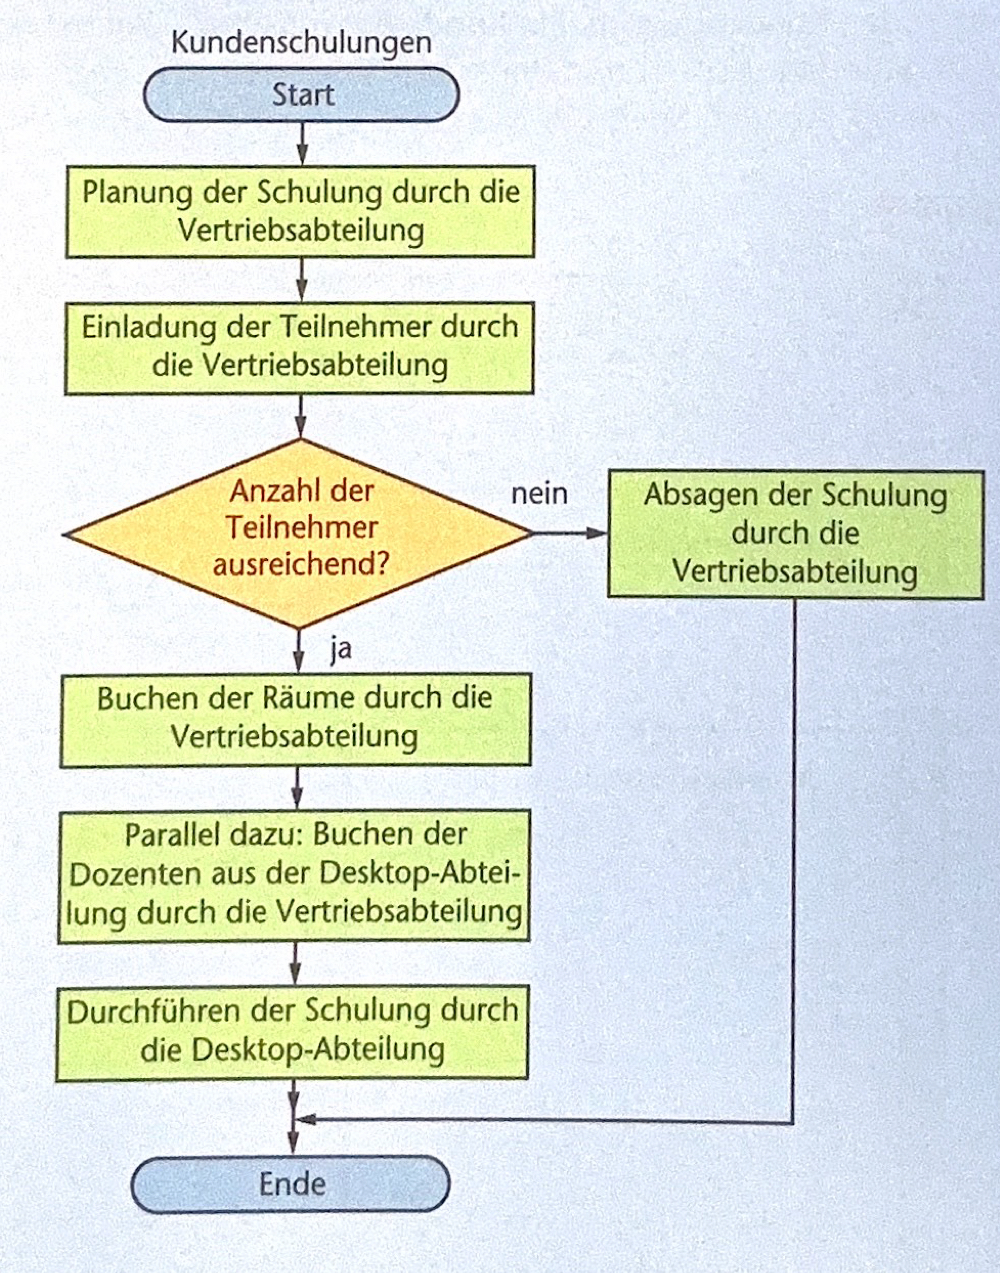 Kundenschulungen
Start
Planung der Schulung durch die
Vertriebsabteilung
Einladung der Teilnehmer durch
die Vertriebsabteilung
Anzahl der
Teilnehmer
ausreichend?
nein
Absagen der Schulung
durch die
Vertriebsabteilung
ja
Buchen der Räume durch die
Vertriebsabteilung
Parallel dazu: Buchen der
Dozenten aus der Desktop-Abtei-
lung durch die Vertriebsabteilung
Durchführen der Schulung durch
die Desktop-Abteilung
Ende